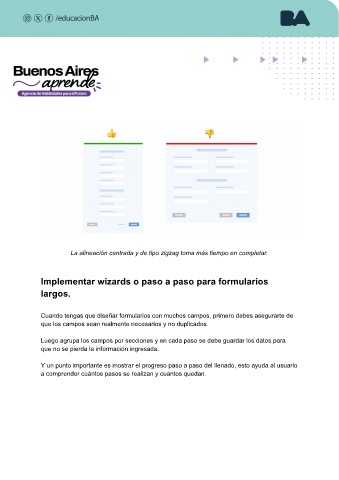 /educacionBA
BA
Buenos Aires
aprende
Agencia de Habilidades para el Futuro
La alineación centrada y de tipo zigzag toma más tiempo en completar.
Implementar wizards o paso a paso para formularios
largos.
Cuando tengas que diseñar formularios con muchos campos, primero debes asegurarte de
que los campos sean realmente necesarios y no duplicados.
Luego agrupa los campos por secciones y en cada paso se debe guardar los datos para
que no se pierda la información ingresada.
Y un punto importante es mostrar el progreso paso a paso del llenado, esto ayuda al usuario
a comprender cuántos pasos se realizan y cuantos quedan.